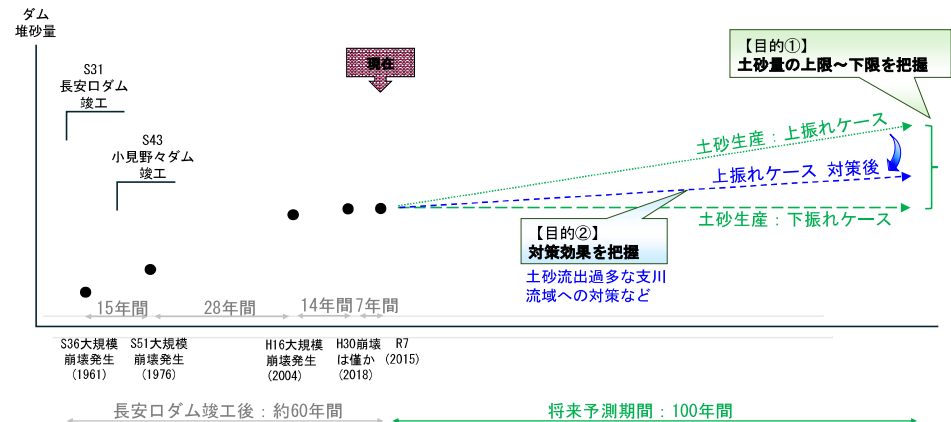 ダム
堆砂量
S31
長安口ダム
竣工
S43
小見野々ダム
竣工
現在
【目的①】
土砂量の上限～下限を把握
土砂生産：上振れケース
上振れケース 対策後
土砂生産：下振れケース
【目的②】
対策効果を把握
土砂流出過多な支川
流域への対策など
15年間
28年間
14年間
7年間
S36大規模
崩壊発生
(1961)
S51大規模
崩壊発生
(1976)
H16大規模
崩壊発生
(2004)
H30崩壊
は僅か
(2018)
R7
(2015)
長安口ダム竣工後：約60年間
将来予測期間：100年間